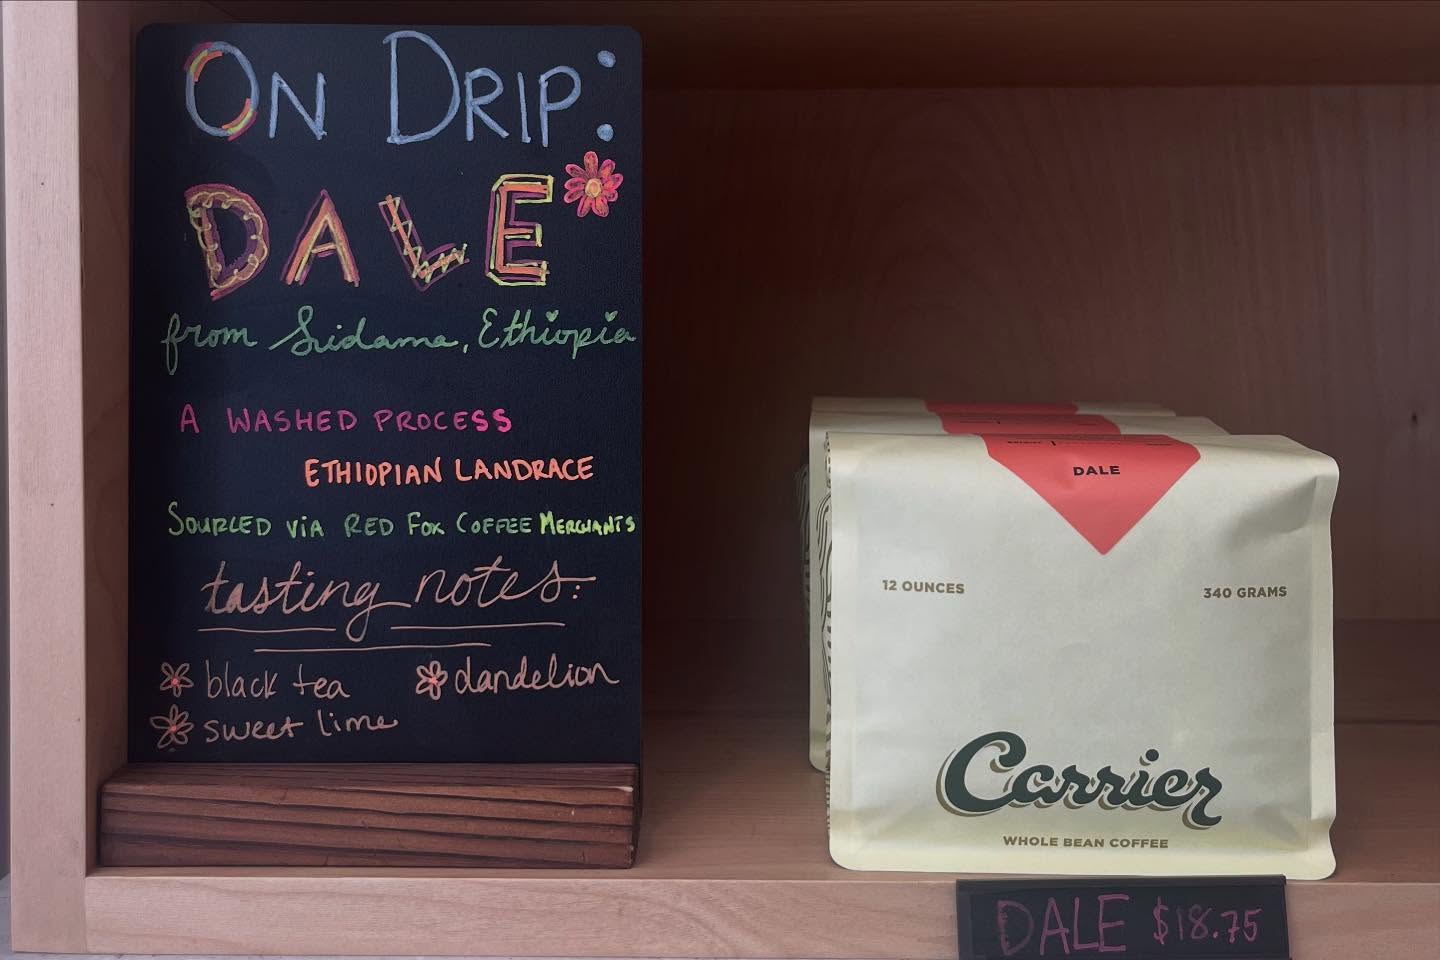 ON DRIP:
DALE
from Sidama, Ethiopia
A WASHED PROCESS
ETHIOPIAN LANDRACE
SOURCED ViA RED FOX COFFEE MERCHANTS
tasting notes:
black tea
dandelion
sweet lime
DALE
12 OUNCES
340 GRAMS
Carrier
WHOLE BEAN COFFEE
DALE $18.75